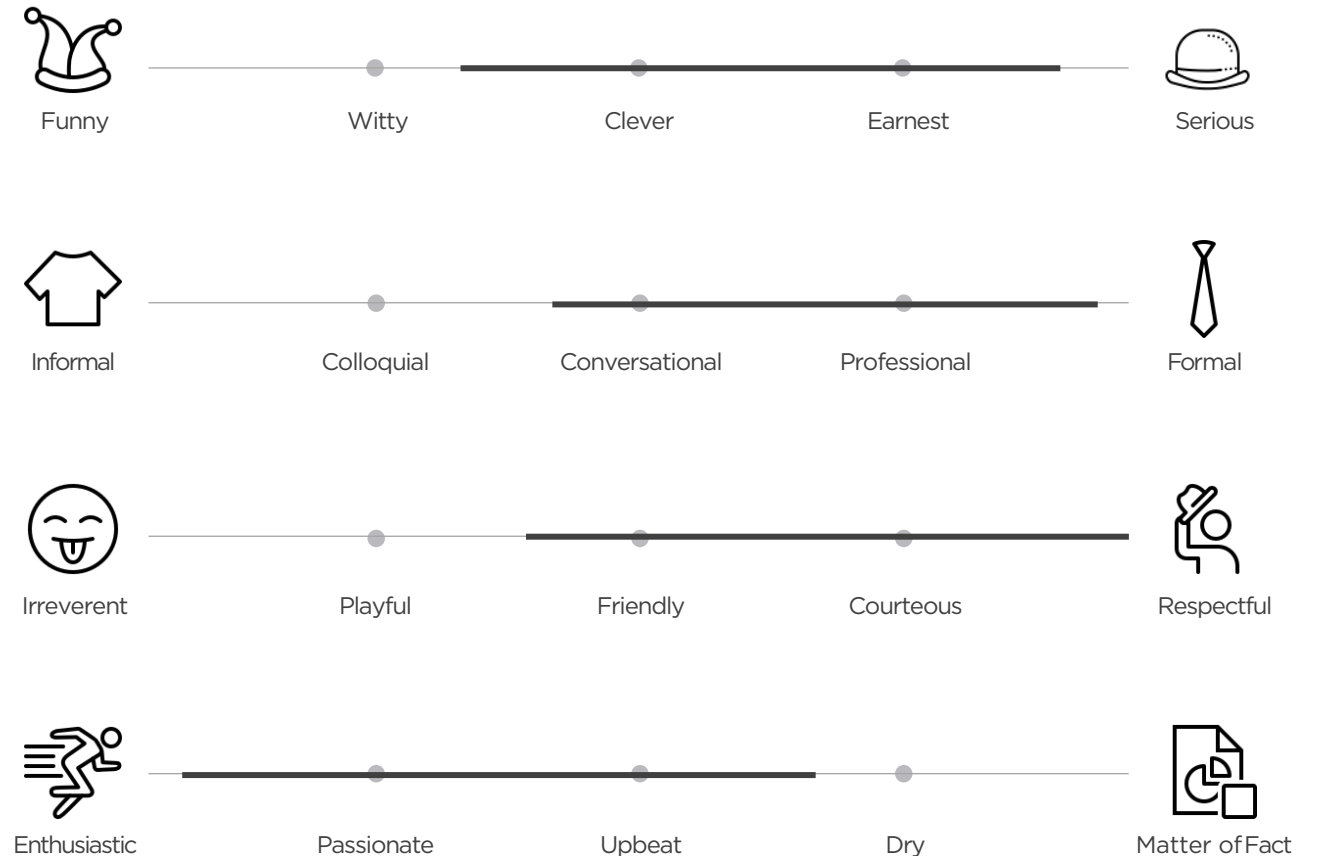 Funny Witty Clever Earnest Serious
Informal Colloquial Conversational Professional Formal
Irreverent Playful Friendly Courteous Respectful
Enthusiastic Passionate Upbeat Dry Matter of Fact